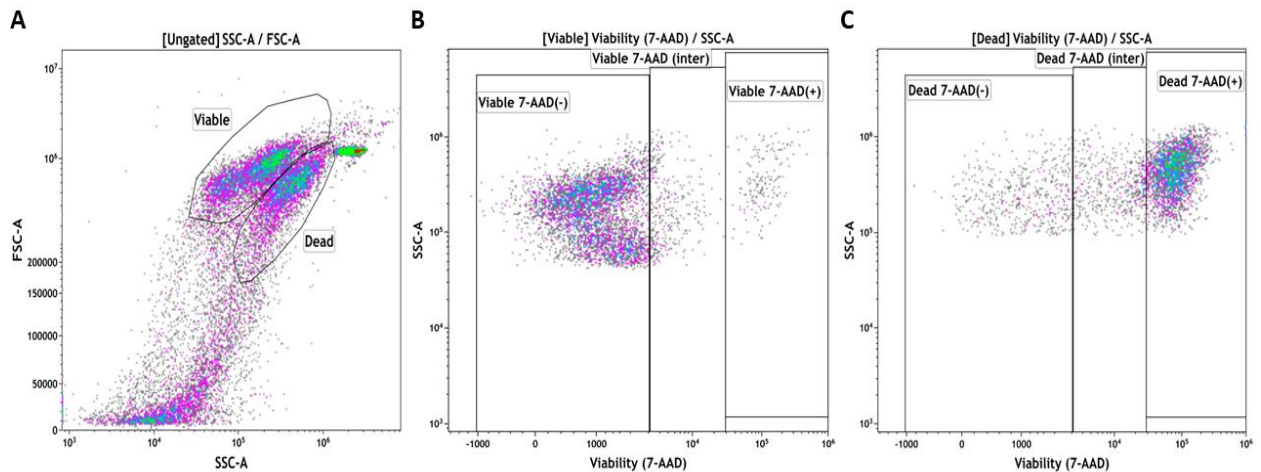 A
[Ungated] SSC-A / FSC-A
10⁷
10⁶
200000
150000
100000
50000
0
FSC-A
Viable
Dead
10³
10⁴
10⁵
10⁶
SSC-A
B
[Viable] Viability (7-AAD) / SSC-A
Viable 7-AAD (inter)
Viable 7-AAD(-)
Viable 7-AAD(+)
10⁶
10⁵
10⁴
10³
SSC-A
-1000
0
1000
10⁵
10⁶
Viability (7-AAD)
C
[Dead] Viability (7-AAD) / SSC-A
Dead 7-AAD (inter)
Dead 7-AAD(-)
Dead 7-AAD(+)
10⁶
10⁵
10⁴
10³
SSC-A
-1000
0
1000
10⁴
10⁵
10⁶
Viability (7-AAD)